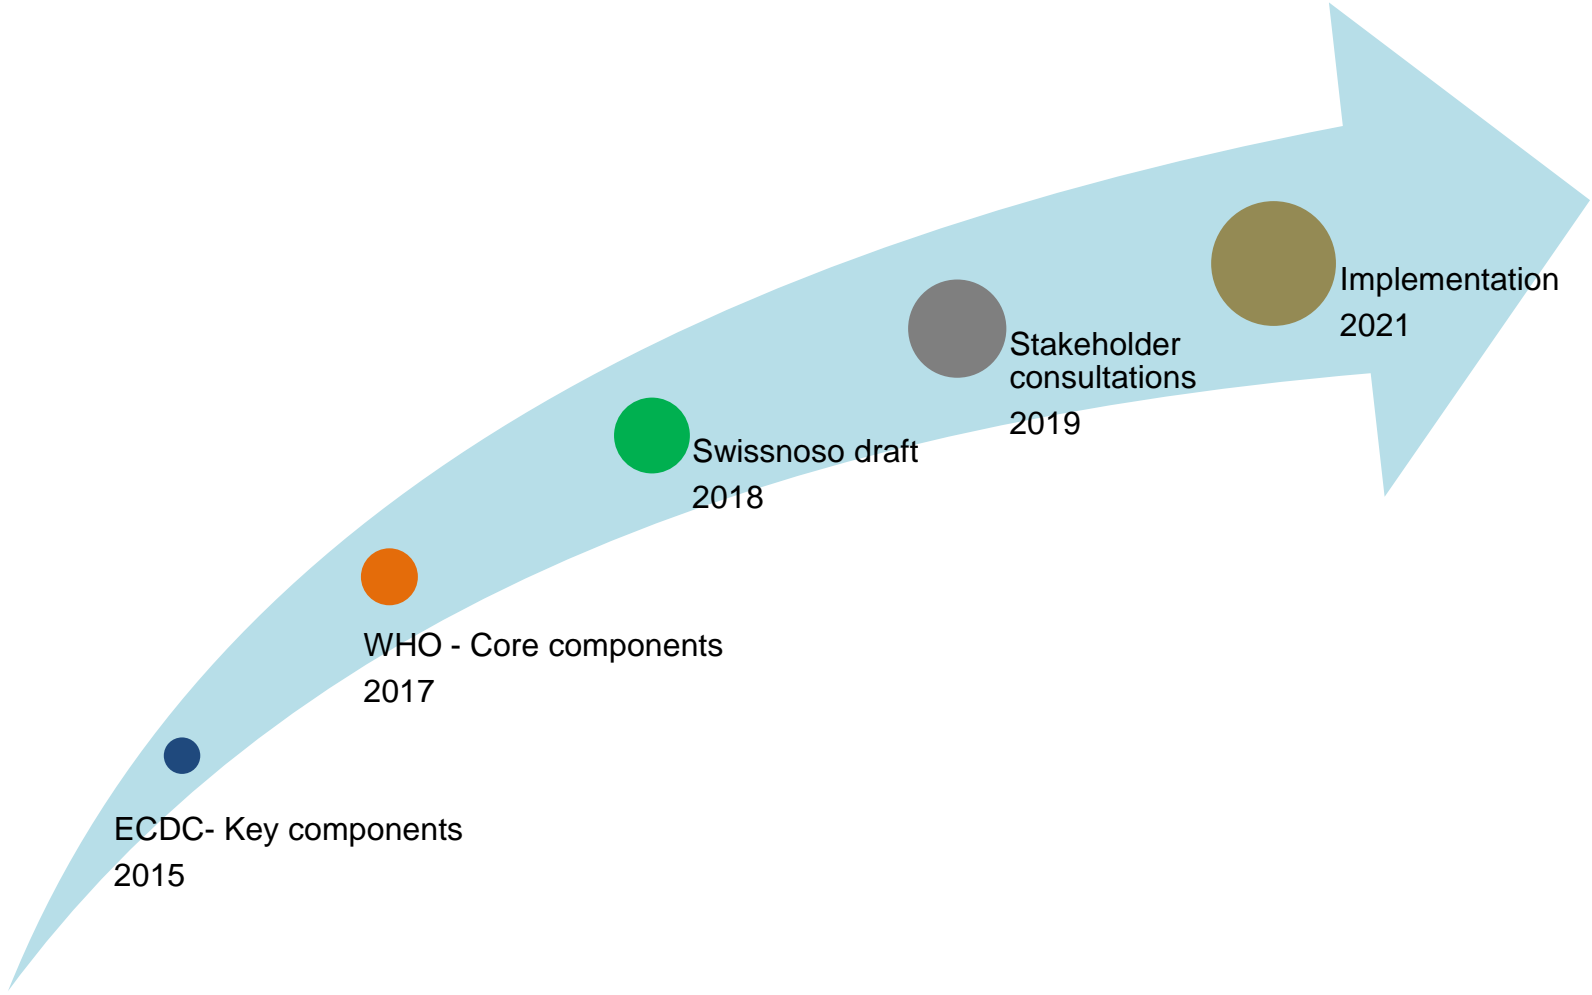 ECDC- Key components
2015
WHO - Core components
2017
Swissnoso draft
2018
Stakeholder
consultations
2019
Implementation
2021